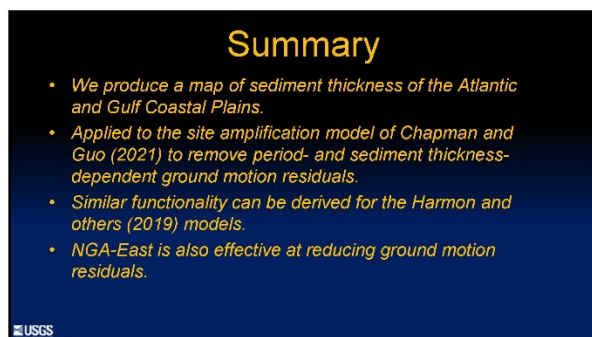 Summary
• We produce a map of sediment thickness of the Atlantic
and Gulf Coastal Plains.
• Applied to the site amplification model of Chapman and
Guo (2021) to remove period- and sediment thickness-
dependent ground motion residuals.
• Similar functionality can be derived for the Harmon and
others (2019) models.
• NGA-East is also effective at reducing ground motion
residuals.
USGS